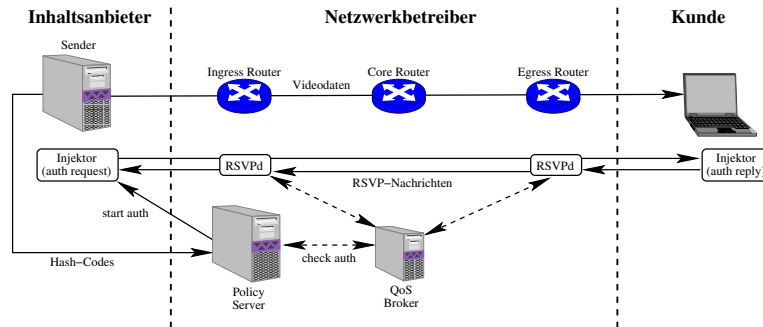 Inhaltsanbieter
Netzwerkbetreiber
Kunde
Sender
Ingress Router
Videodaten
Core Router
Egress Router
Injektor
(auth request)
RSVPd
RSVP-Nachrichten
RSVPd
Injektor
(auth reply)
start auth
check auth
Hash-Codes
Policy
Server
QoS
Broker